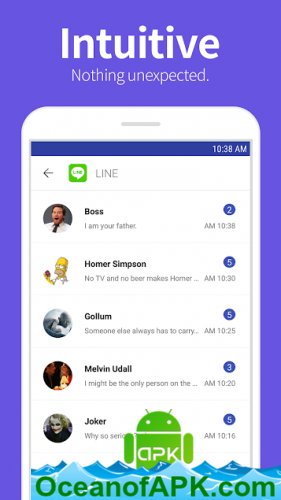 Intuitive
Nothing unexpected.
10:38 AM
LINE LINE
Boss 2
I am your father. AM 10:38
Homer Simpson 5
No TV and no beer makes Homer ... AM 10:30
Gollum 5
Someone else always has to carry... AM 10:25
Melvin Udall 3
I might be the only person on the... AM 10:20
Joker 5
Why so serio AM 10:16
APK
OceanofAPK.com